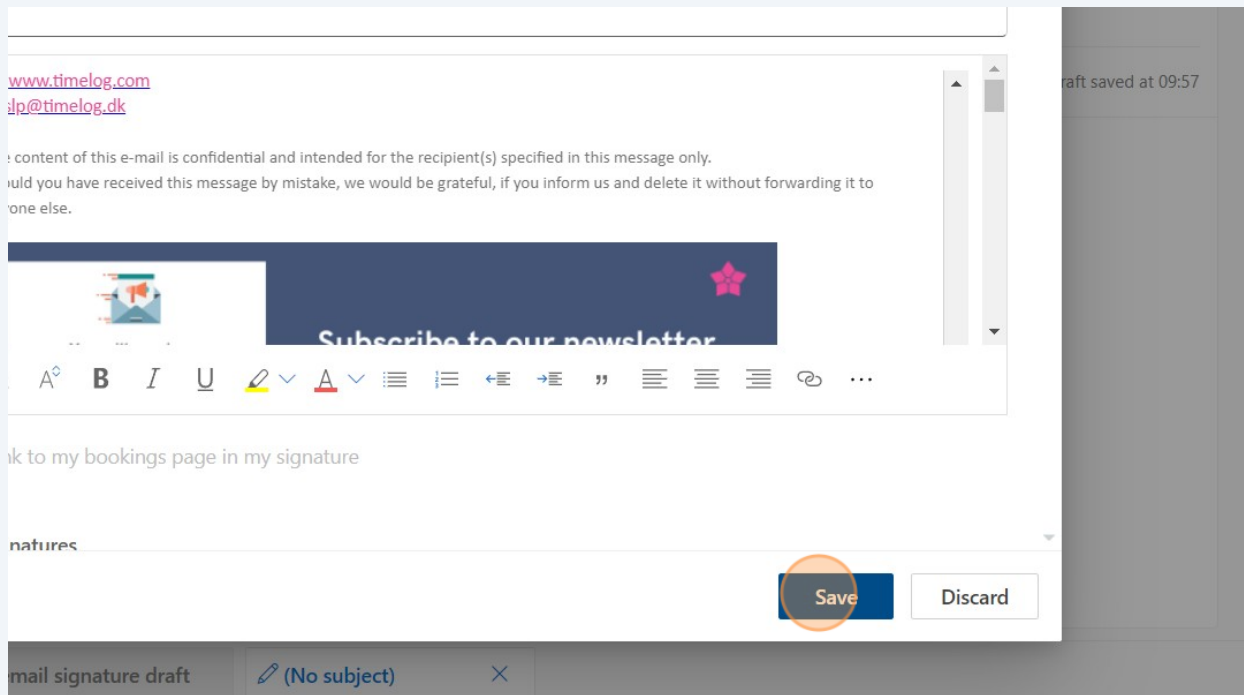 www.timelog.com
raft saved at 09:57
slp@timelog.dk
content of this e-mail is confidential and intended for the recipient(s) specified in this message only.
uld you have received this message by mistake, we would be grateful, if you inform us and delete it without forwarding it to
one else.
Subscribe to our newsletter
A B I U A
nk to my bookings page in my signature
natures
Save Discard
email signature draft (No subject)